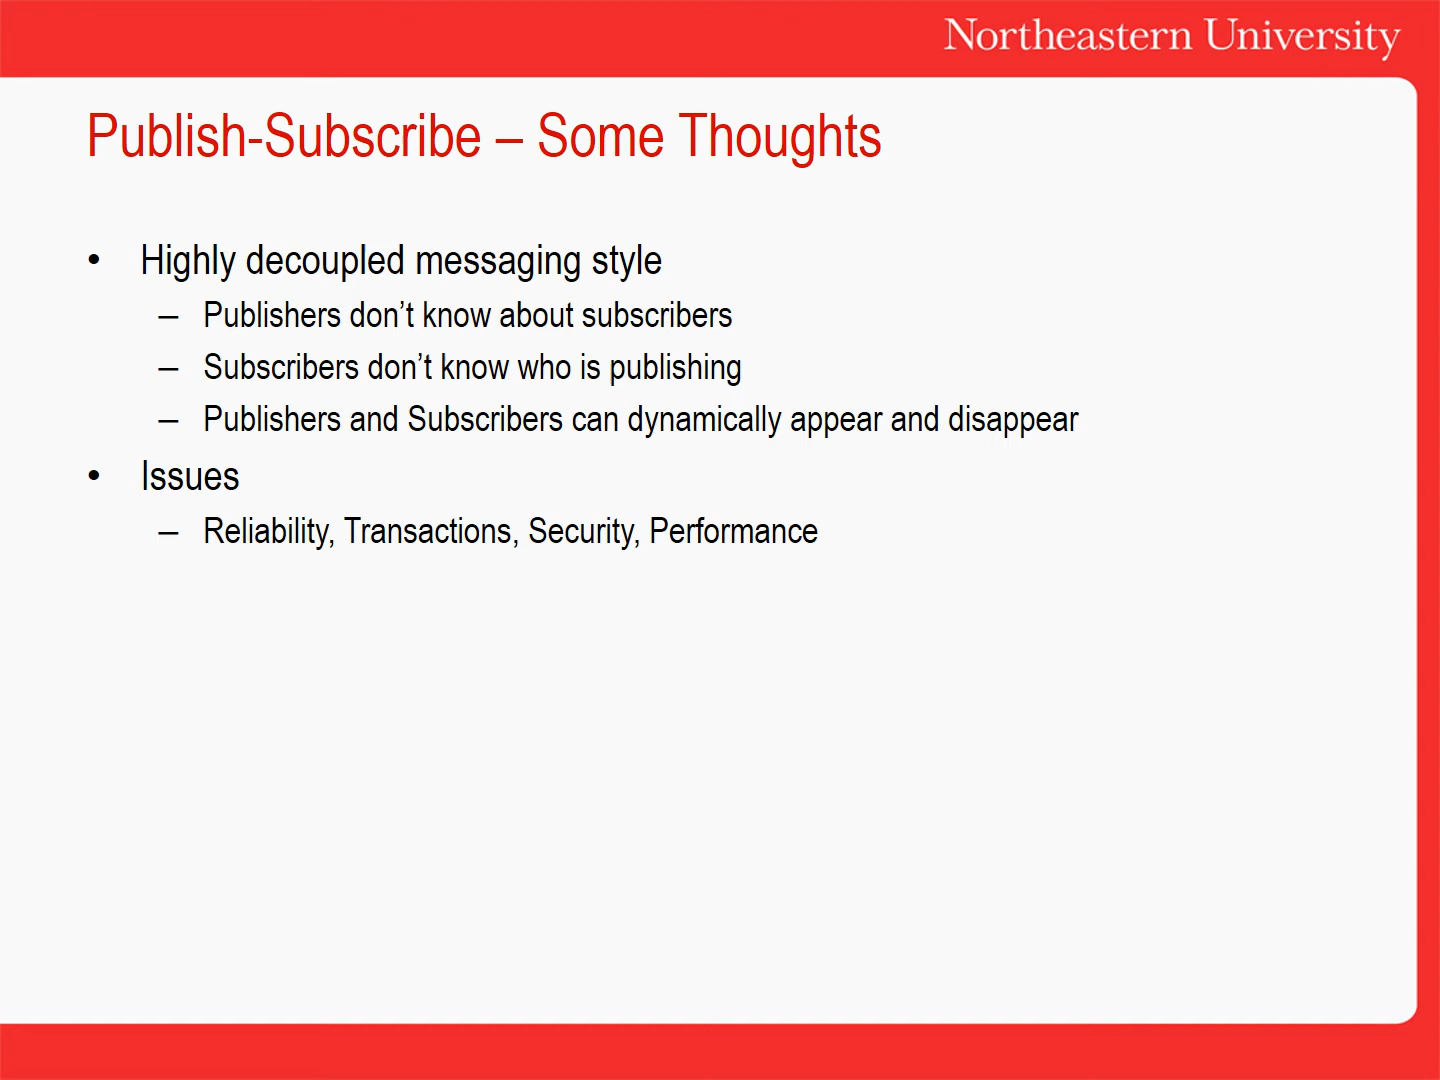 Northeastern University
Publish-Subscribe – Some Thoughts
• Highly decoupled messaging style
– Publishers don’t know about subscribers
– Subscribers don’t know who is publishing
– Publishers and Subscribers can dynamically appear and disappear
• Issues
– Reliability, Transactions, Security, Performance